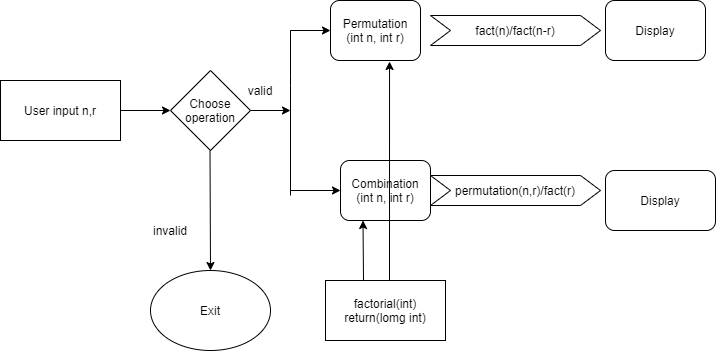 Permutation
(int n, int r)
fact(n)/fact(n-r)
Display
User input n,r
Choose
operation
valid
Combination
(int n, int r)
permutation(n,r)/fact(r)
Display
invalid
Exit
factorial(int)
return(lomg int)